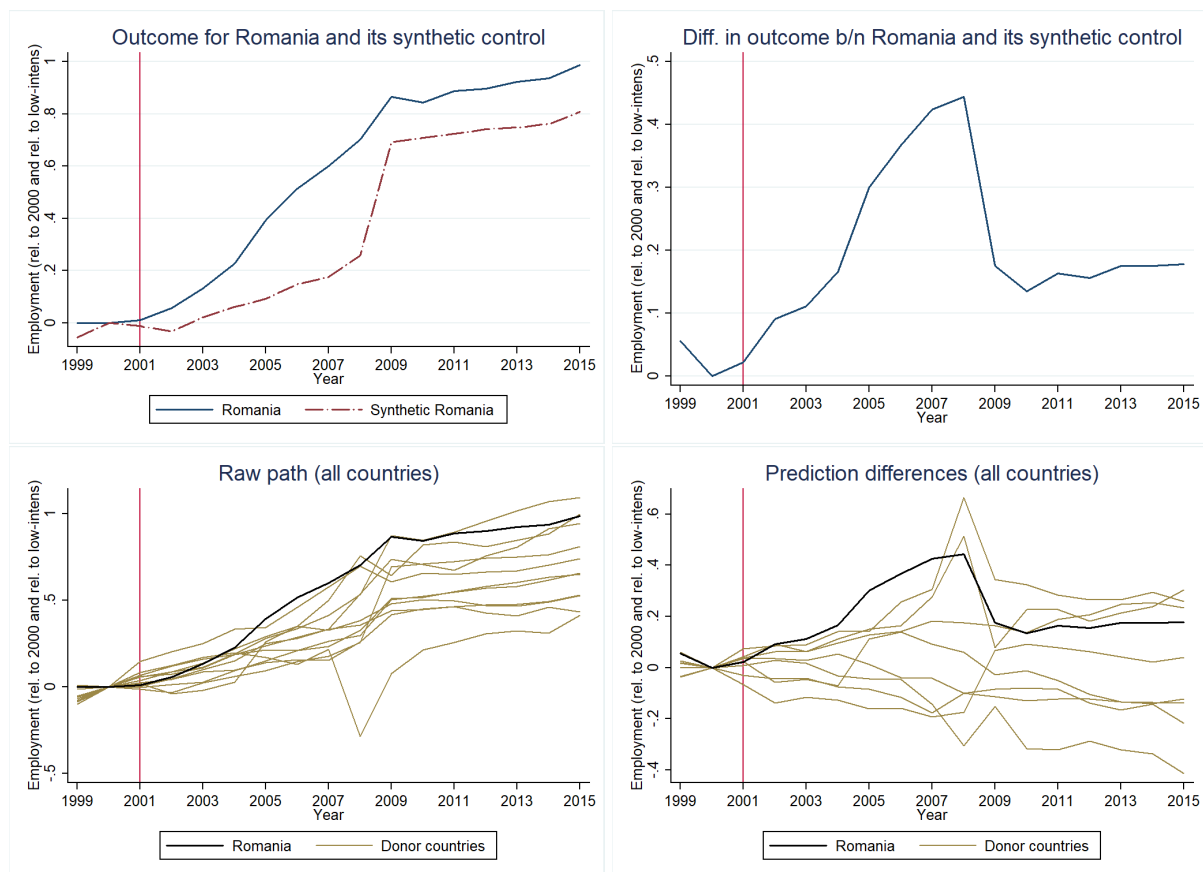 Outcome for Romania and its synthetic control
Employment (rel. to 2000 and rel. to low-intens)
1
.8
.6
.4
.2
0
1999 2001 2003 2005 2007 2009 2011 2013 2015
Year
Romania Synthetic Romania
Diff. in outcome b/n Romania and its synthetic control
Employment (rel. to 2000 and rel. to low-intens)
.5
.4
.3
.2
.1
0
1999 2001 2003 2005 2007 2009 2011 2013 2015
Year
Raw path (all countries)
Employment (rel. to 2000 and rel. to low-intens)
1
.5
0
-.5
1999 2001 2003 2005 2007 2009 2011 2013 2015
Year
Romania Donor countries
Prediction differences (all countries)
Employment (rel. to 2000 and rel. to low-intens)
.6
.4
.2
0
-.2
-.4
1999 2001 2003 2005 2007 2009 2011 2013 2015
Year
Romania Donor countries